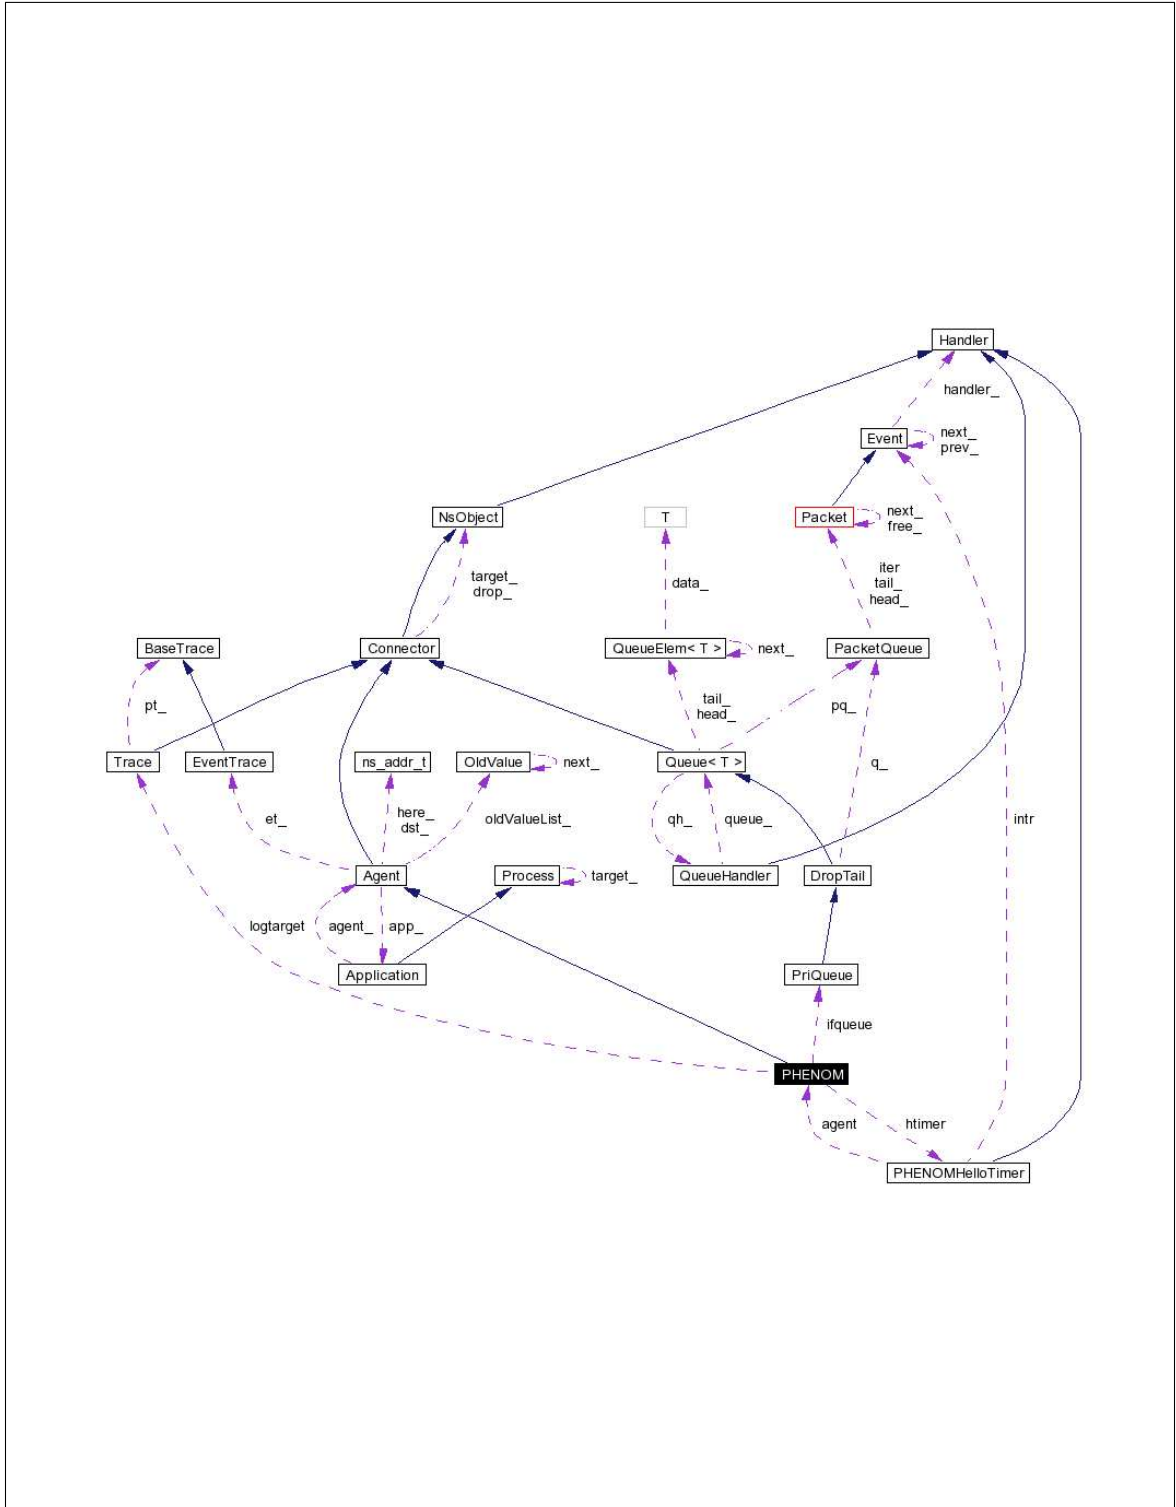 Handler
handler_
Event
next_
prev_
NsObject
T
Packet
next_
free_
target_
drop_
data_
iter
tail_
head_
BaseTrace
Connector
QueueElem< T >
next_
PacketQueue
pt_
tail_
head_
pq_
Trace
EventTrace
ns_addr_t
OldValue
next_
Queue< T >
q_
et_
here_
dst_
oldValueList_
qh_
queue_
intr
Agent
Process
target_
QueueHandler
DropTail
logtarget
agent_
app_
Application
PriQueue
ifqueue
PHENOM
agent
htimer
PHENOMHelloTimer